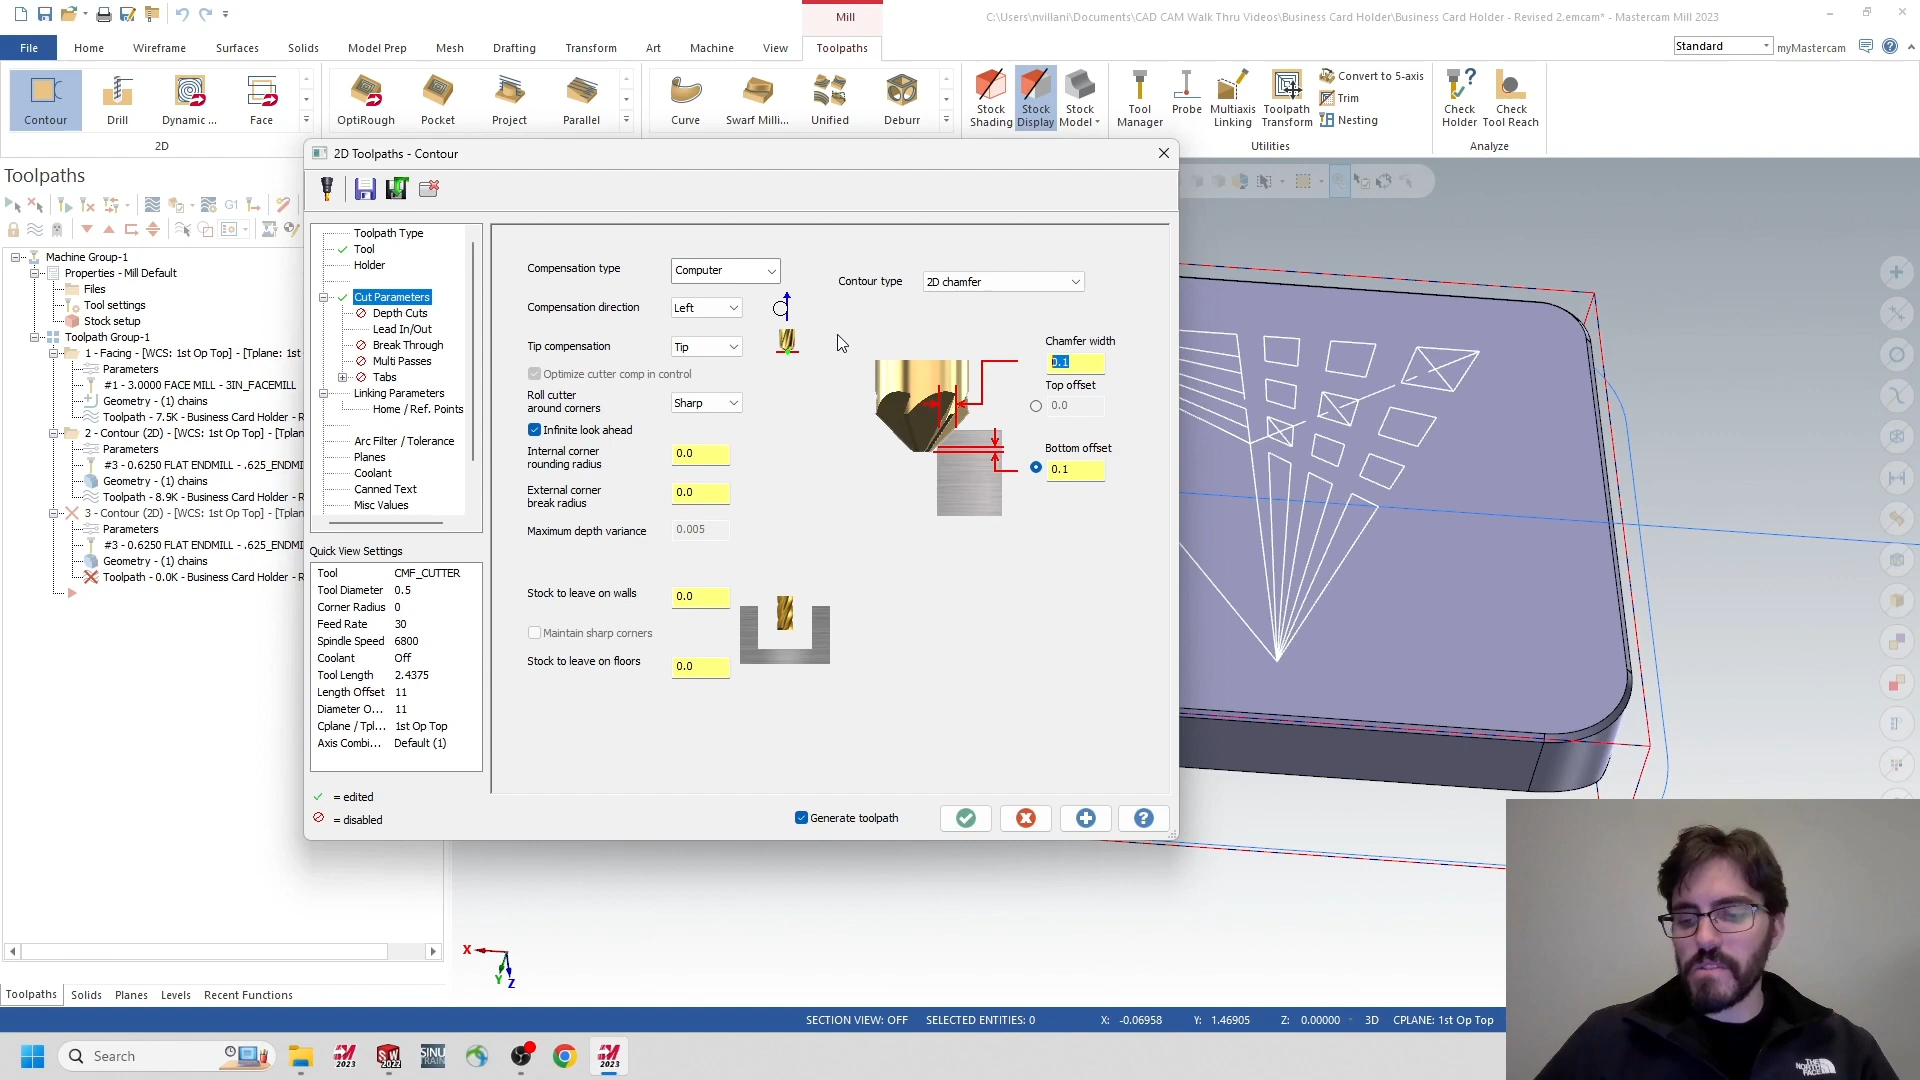 Mill
C:\Users\nvillani\Documents\CAD CAM Walk Thru Videos\Business Card Holder\Business Card Holder - Revised 2.emcam* - Mastercam Mill 2023
File
Home
Wireframe
Surfaces
Solids
Model Prep
Mesh
Drafting
Transform
Art
Machine
View
Toolpaths
Standard
myMastercam
Contour
Drill
Dynamic ...
Face
OptiRough
Pocket
Project
Parallel
Curve
Swarf Milli...
Unified
Deburr
Stock Shading
Stock Display
Stock Model
Tool Manager
Probe
Multiaxis Linking
Toolpath Transform
Convert to 5-axis
Trim
Nesting
Check Holder
Check Tool Reach
2D
Utilities
Analyze
Toolpaths
G1
Machine Group-1
Properties - Mill Default
Files
Tool settings
Stock setup
Toolpath Group-1
1 - Facing - [WCS: 1st Op Top] - [Tplane: 1st
Parameters
#1 - 3.0000 FACE MILL - 3IN_FACEMILL
Geometry - (1) chains
Toolpath - 7.5K - Business Card Holder - R
2 - Contour (2D) - [WCS: 1st Op Top] - [Tplan
Parameters
#3 - 0.6250 FLAT ENDMILL - .625_ENDMI
Geometry - (1) chains
Toolpath - 8.9K - Business Card Holder - R
3 - Contour (2D) - [WCS: 1st Op Top] - [Tplan
Parameters
#3 - 0.6250 FLAT ENDMILL - .625_ENDMI
Geometry - (1) chains
Toolpath - 0.0K - Business Card Holder - R
2D Toolpaths - Contour
Toolpath Type
Tool
Holder
Cut Parameters
Depth Cuts
Lead In/Out
Break Through
Multi Passes
Tabs
Linking Parameters
Home / Ref. Points
Arc Filter / Tolerance
Planes
Coolant
Canned Text
Misc Values
Quick View Settings
Tool CMF_CUTTER
Tool Diameter 0.5
Corner Radius 0
Feed Rate 30
Spindle Speed 6800
Coolant Off
Tool Length 2.4375
Length Offset 11
Diameter O... 11
Cplane / Tpl... 1st Op Top
Axis Combi... Default (1)
= edited
= disabled
Compensation type Computer
Compensation direction Left
Tip compensation Tip
Optimize cutter comp in control
Roll cutter around corners Sharp
Infinite look ahead
Internal corner rounding radius 0.0
External corner break radius 0.0
Maximum depth variance 0.005
Stock to leave on walls 0.0
Maintain sharp corners
Stock to leave on floors 0.0
Contour type 2D chamfer
Chamfer width
0.1
Top offset
0.0
Bottom offset
0.1
Generate toolpath
X
Y
Z
Toolpaths
Solids
Planes
Levels
Recent Functions
SECTION VIEW: OFF
SELECTED ENTITIES: 0
X: -0.06958
Y: 1.46905
Z: 0.00000
3D
CPLANE: 1st Op Top
Search
2023
SW 2022
SINU TRAIN
2023
THE NORTH FACE